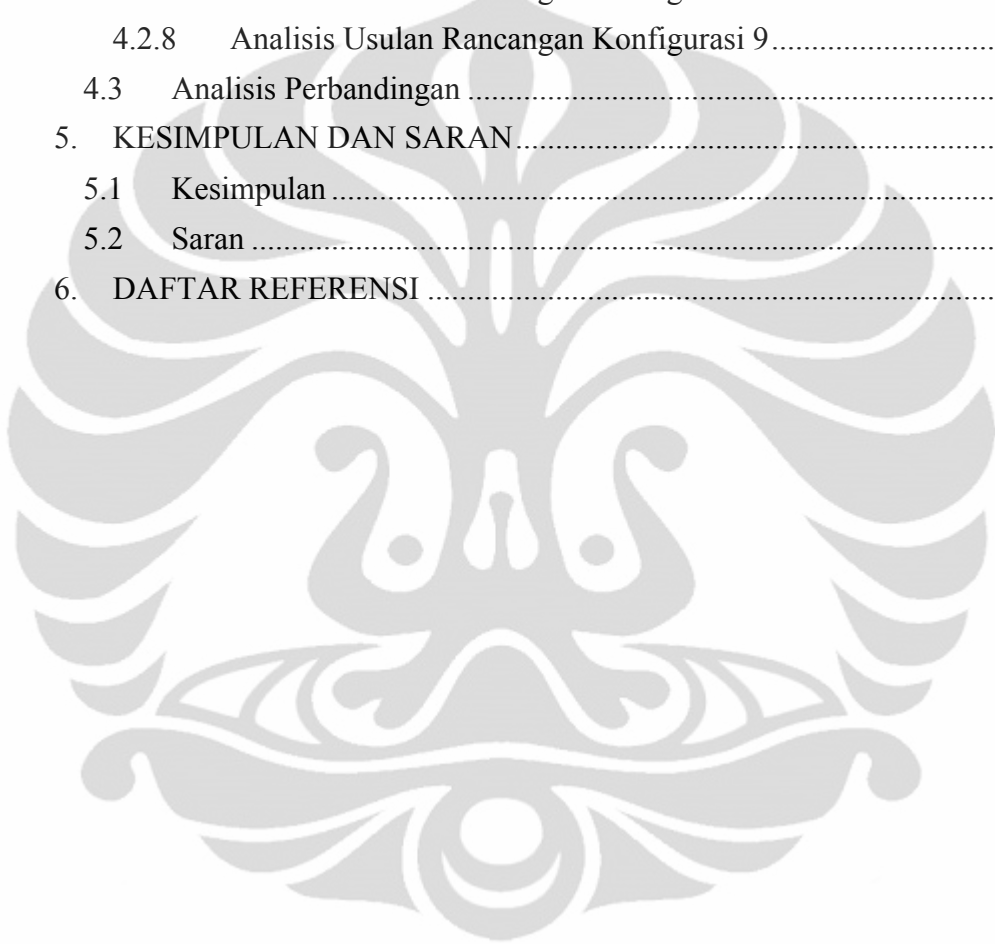 4.2.8 Analisis Usulan Rancangan Konfigurasi 9.......................
4.3 Analisis Perbandingan .......................................................
5. KESIMPULAN DAN SARAN.................................................
5.1 Kesimpulan ........................................................................
5.2 Saran ..................................................................................
6. DAFTAR REFERENSI ............................................................